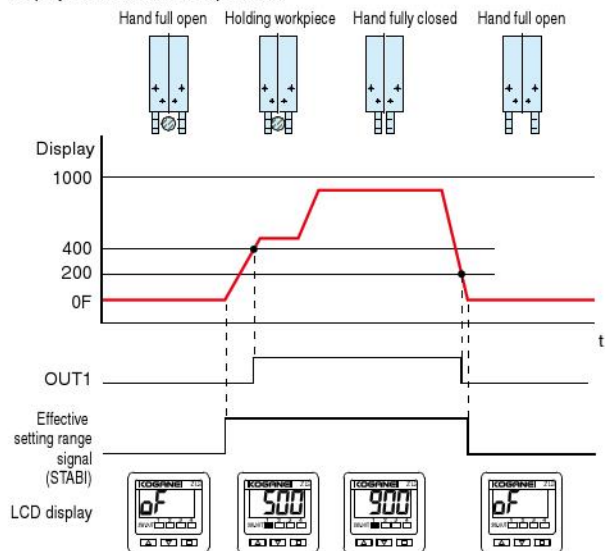 Hand full open Holding workpiece Hand fully closed Hand full open
Display
1000
400
200
0F
t
OUT1
Effective
setting range
signal
(STABI)
LCD display
KOGANEI KOGANEI KOGANEI KOGANEI
oF 500 900 oF